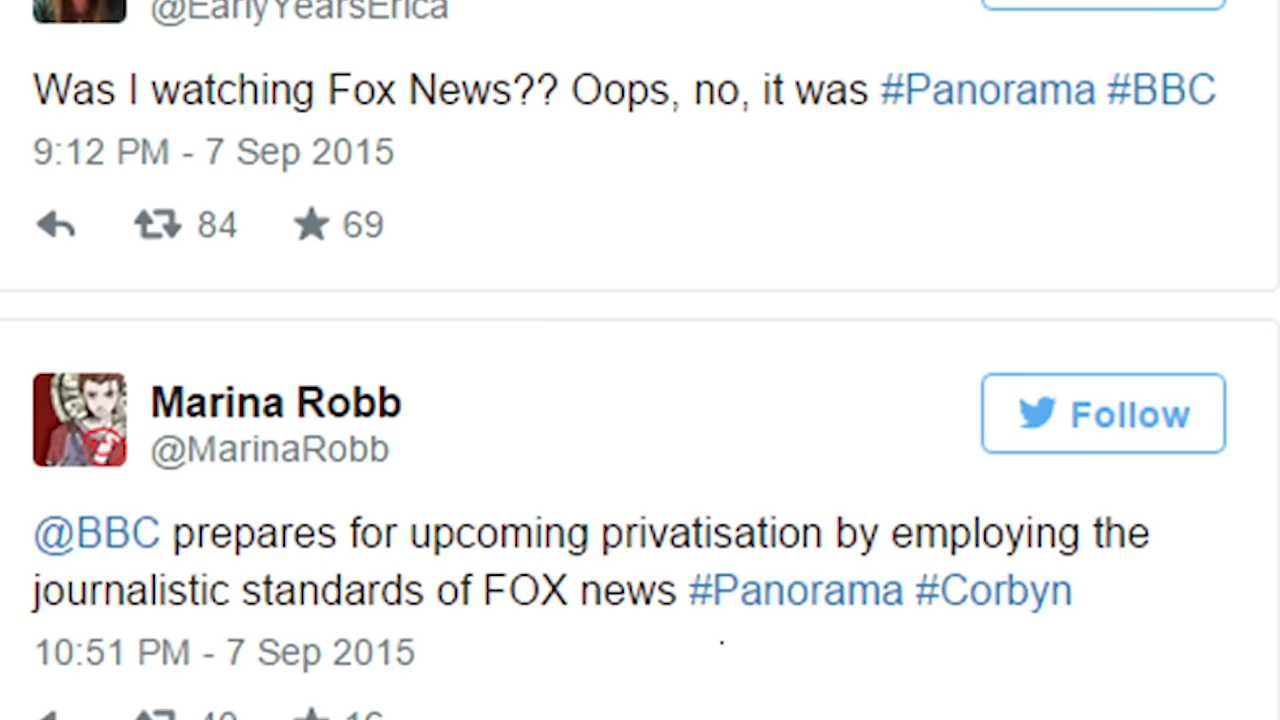 @EarlyYearsErica
Was I watching Fox News?? Oops, no, it was #Panorama #BBC
9:12 PM - 7 Sep 2015
84 69
Marina Robb
@MarinaRobb
Follow
@BBC prepares for upcoming privatisation by employing the
journalistic standards of FOX news #Panorama #Corbyn
10:51 PM - 7 Sep 2015